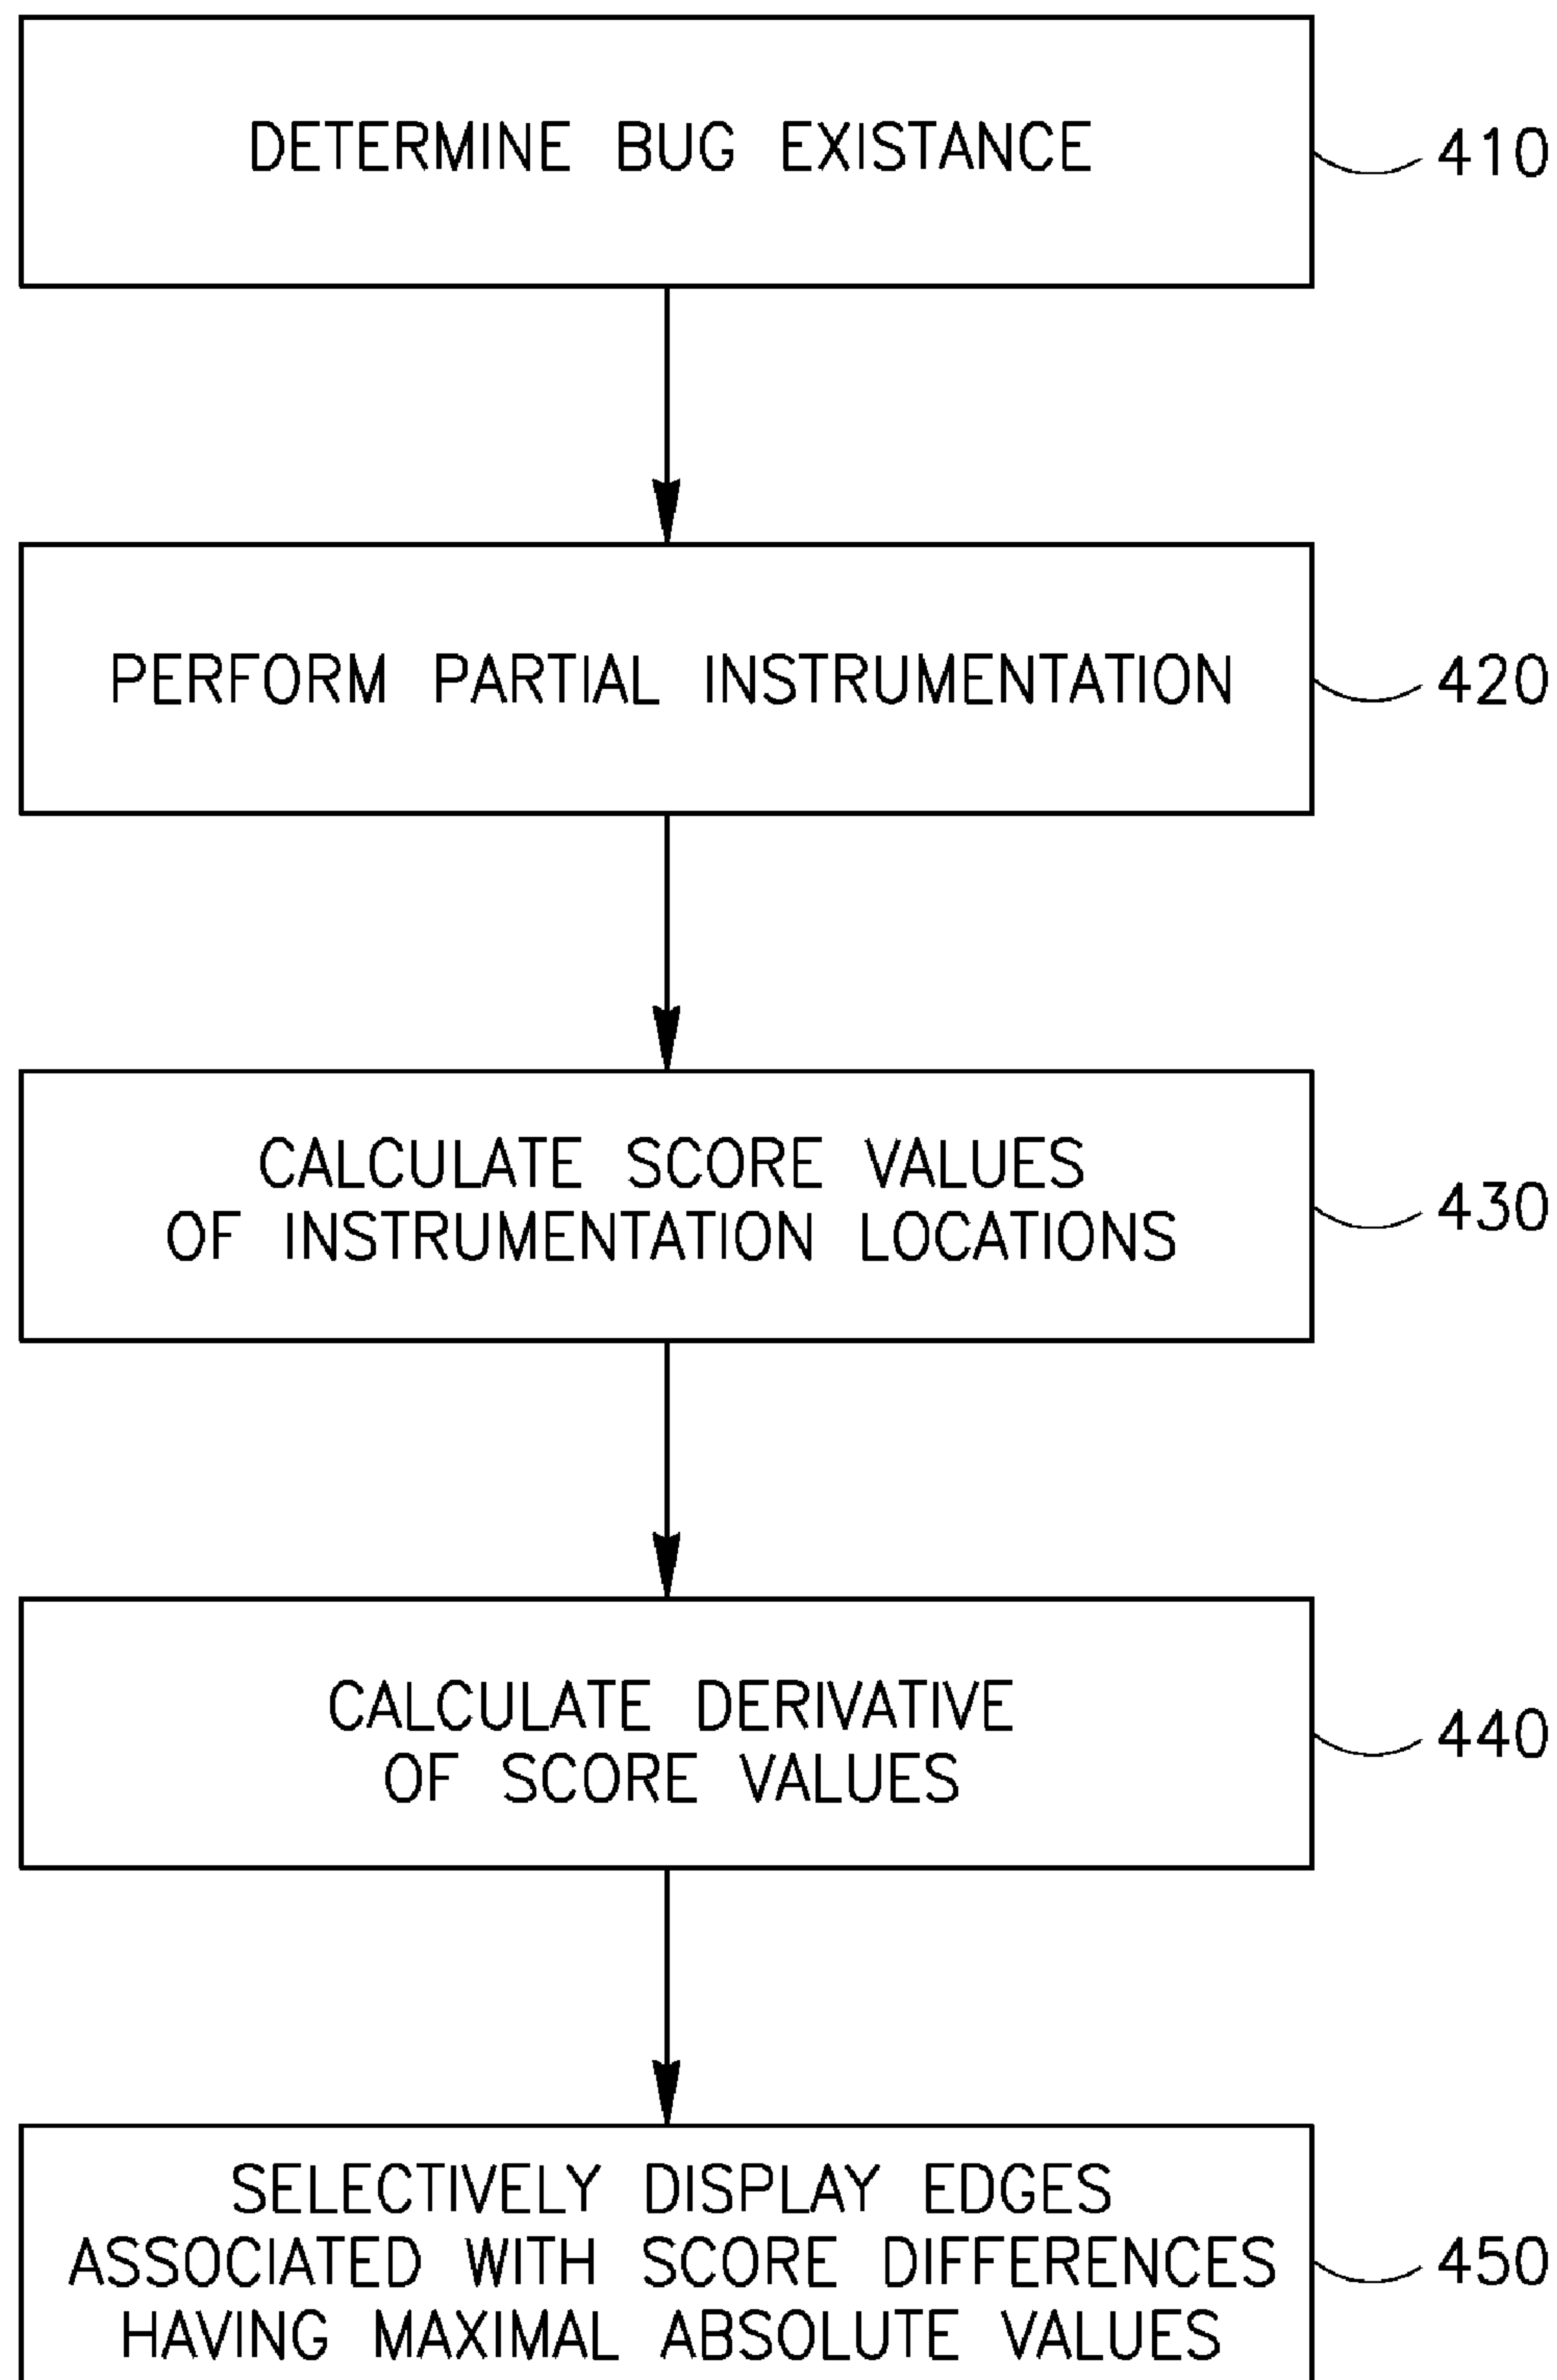 DETERMINE BUG EXISTANCE
410
PERFORM PARTIAL INSTRUMENTATION
420
CALCULATE SCORE VALUES
OF INSTRUMENTATION LOCATIONS
430
CALCULATE DERIVATIVE
OF SCORE VALUES
440
SELECTIVELY DISPLAY EDGES
ASSOCIATED WITH SCORE DIFFERENCES
HAVING MAXIMAL ABSOLUTE VALUES
450